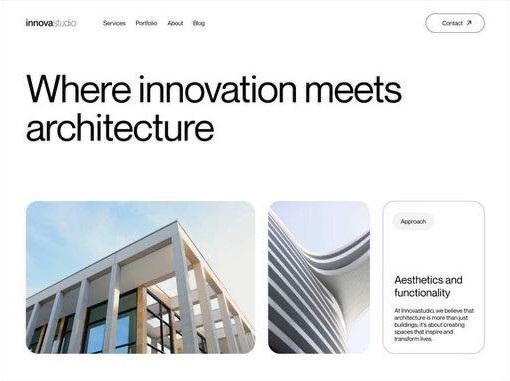 innovastudio
Services Portfolio About Blog
Contact
Where innovation meets
architecture
Approach
Aesthetics and
functionality
At Innovastudio, we believe that
architecture is more than just
buildings; it's about creating
spaces that inspire and
transform lives.